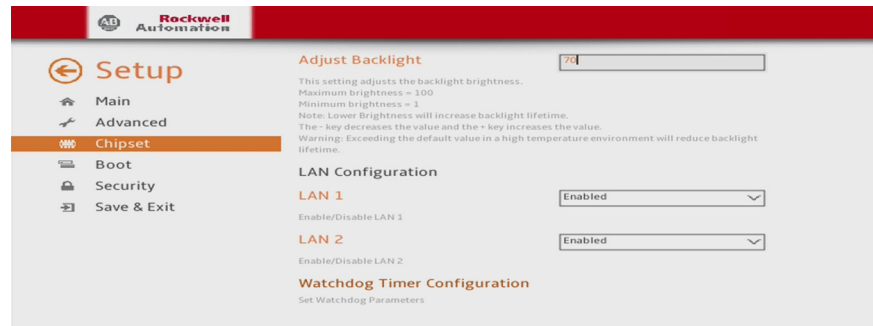 AB
Rockwell
Automation
Setup
Main
Advanced
Chipset
Boot
Security
Save & Exit
Adjust Backlight
70
This setting adjusts the backlight brightness.
Maximum brightness = 100
Minimum brightness = 1
Note: Lower Brightness will increase backlight lifetime.
The - key decreases the value and the + key increases the value.
Warning: Exceeding the default value in a high temperature environment will reduce backlight
lifetime.
LAN Configuration
LAN 1
Enabled
Enable/Disable LAN 1
LAN 2
Enabled
Enable/Disable LAN 2
Watchdog Timer Configuration
Set Watchdog Parameters